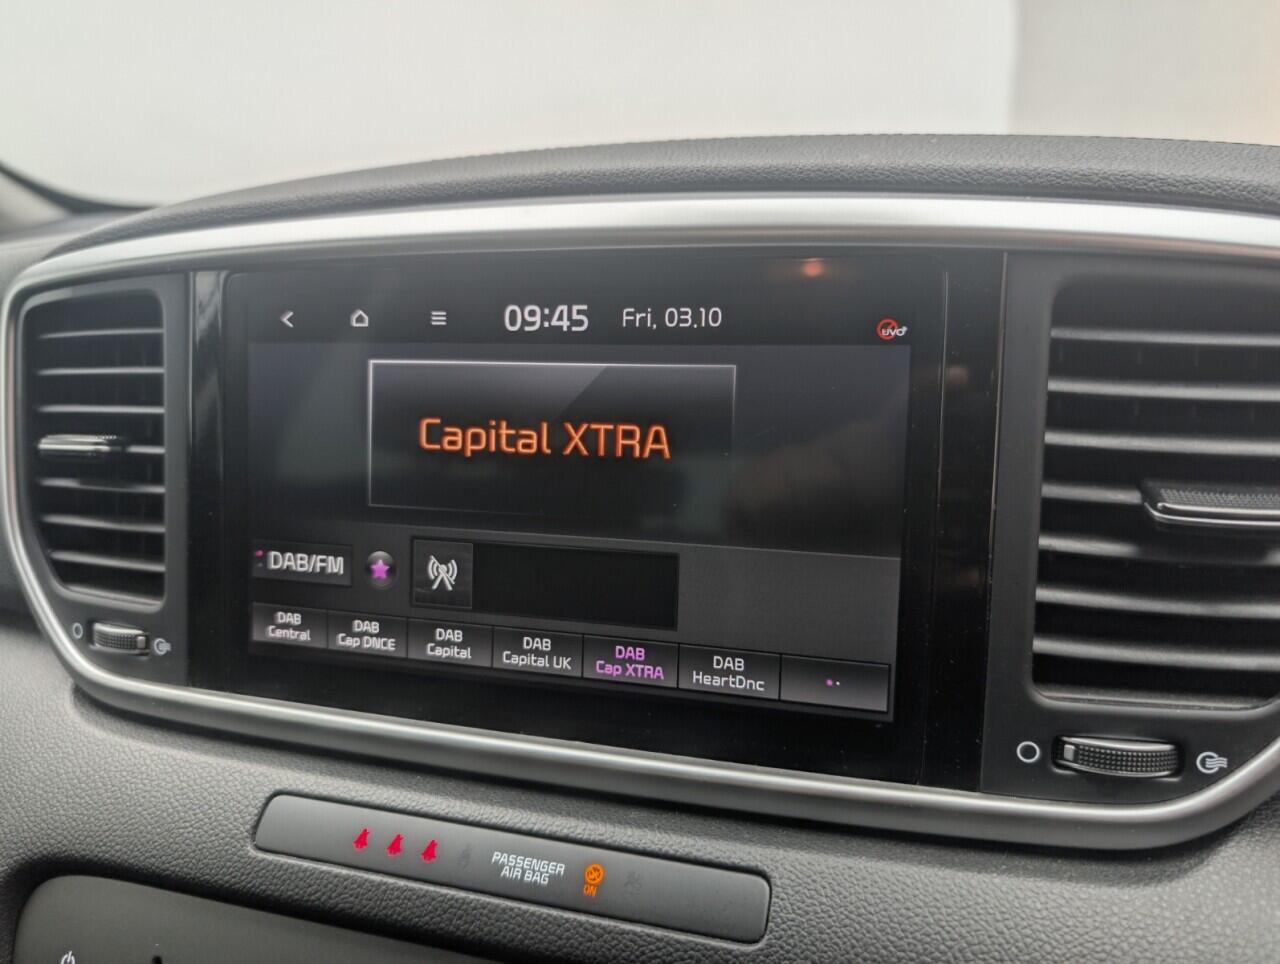 09:45 Fri, 03.10
UVO
Capital XTRA
DAB/FM
DAB
Central
DAB
Cap DNCE
DAB
Capital
DAB
Capital UK
DAB
Cap XTRA
DAB
HeartDnc
PASSENGER
AIR BAG
ON